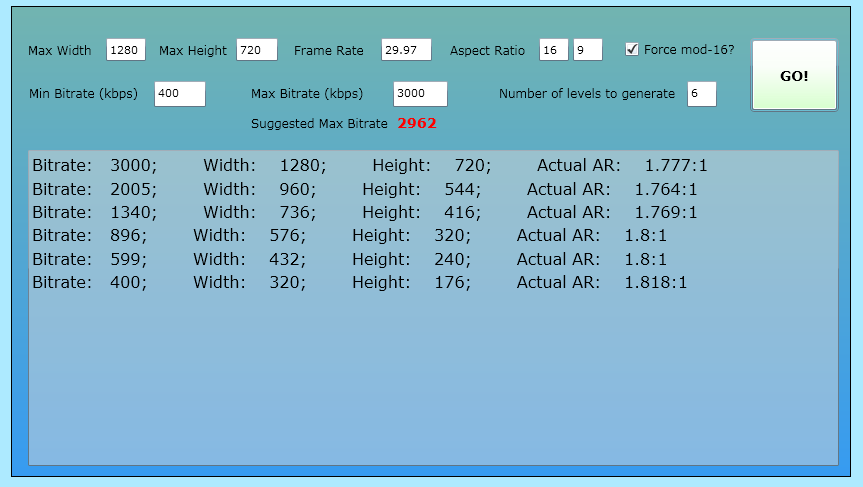 Max Width 1280 Max Height 720 Frame Rate 29.97 Aspect Ratio 16 9 Force mod-16?
GO!
Min Bitrate (kbps) 400 Max Bitrate (kbps) 3000 Number of levels to generate 6
Suggested Max Bitrate 2962
Bitrate: 3000; Width: 1280; Height: 720; Actual AR: 1.777:1
Bitrate: 2005; Width: 960; Height: 544; Actual AR: 1.764:1
Bitrate: 1340; Width: 736; Height: 416; Actual AR: 1.769:1
Bitrate: 896; Width: 576; Height: 320; Actual AR: 1.8:1
Bitrate: 599; Width: 432; Height: 240; Actual AR: 1.8:1
Bitrate: 400; Width: 320; Height: 176; Actual AR: 1.818:1